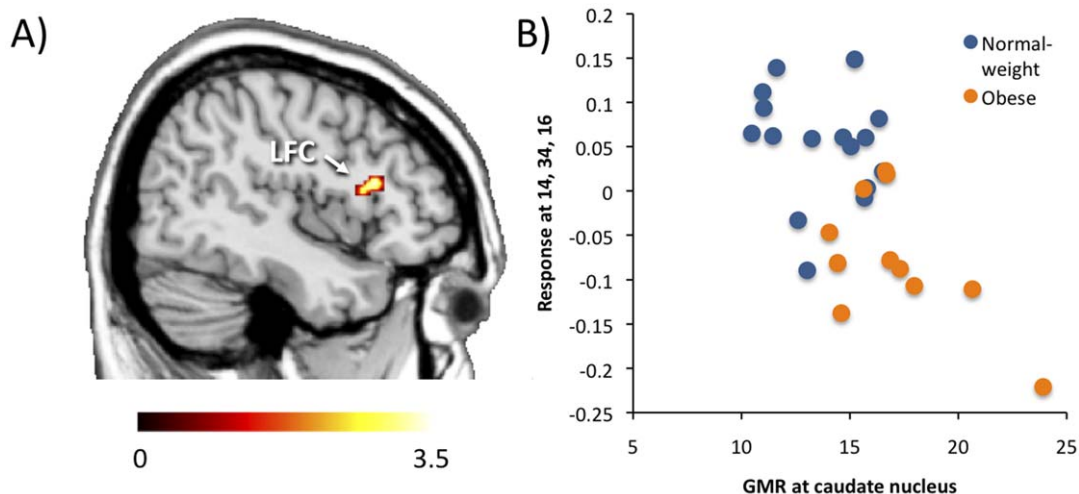 A)
LFC
0
3.5
B)
0.2
0.15
0.1
0.05
0
-0.05
-0.1
-0.15
-0.2
-0.25
Response at 14, 34, 16
5
10
15
20
25
GMR at caudate nucleus
Normal-
weight
Obese